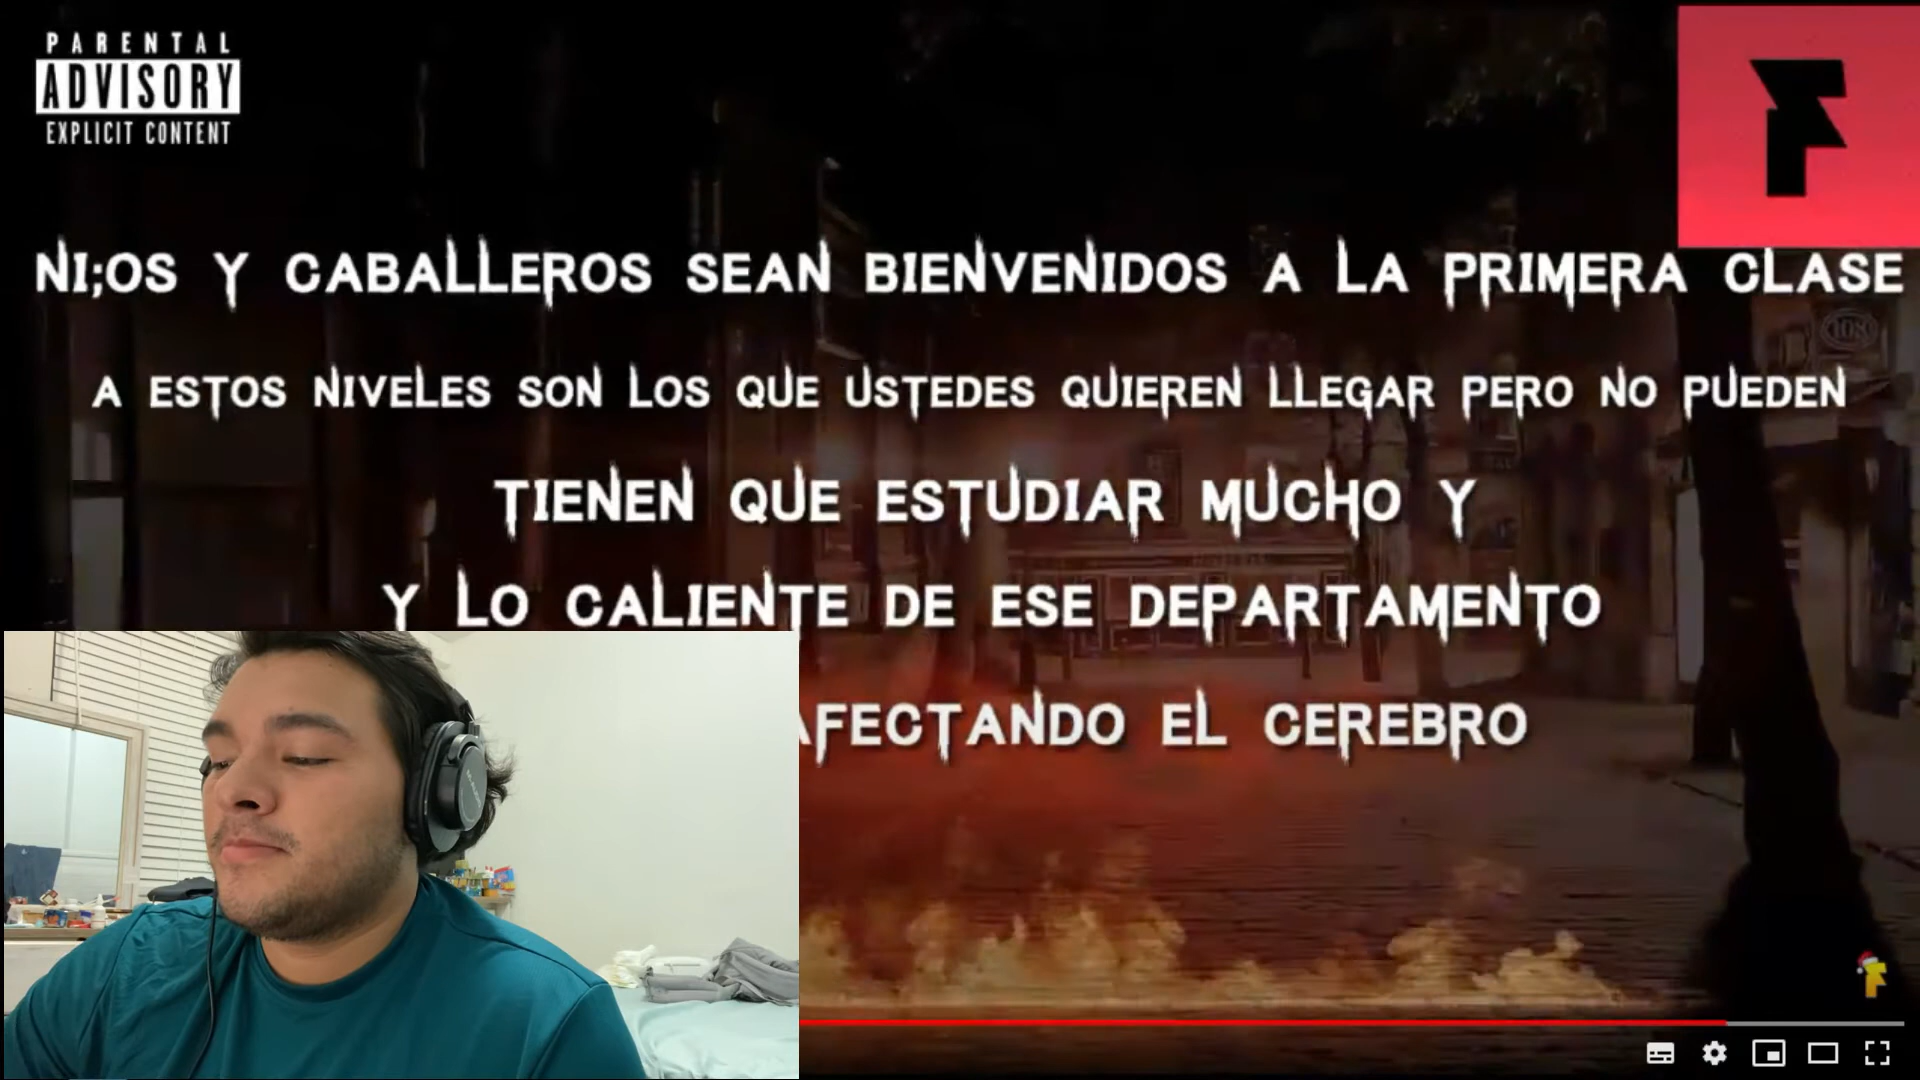 PARENTAL
ADVISORY
EXPLICIT CONTENT
F
NI;OS Y CABALLEROS SEAN BIENVENIDOS A LA PRIMERA CLASE
108
A ESTOS NIVELES SON LOS QUE USTEDES QUIEREN LLEGAR PERO NO PUEDEN
TIENEN QUE ESTUDIAR MUCHO Y
Y LO CALIENTE DE ESE DEPARTAMENTO
AFECTANDO EL CEREBRO
F